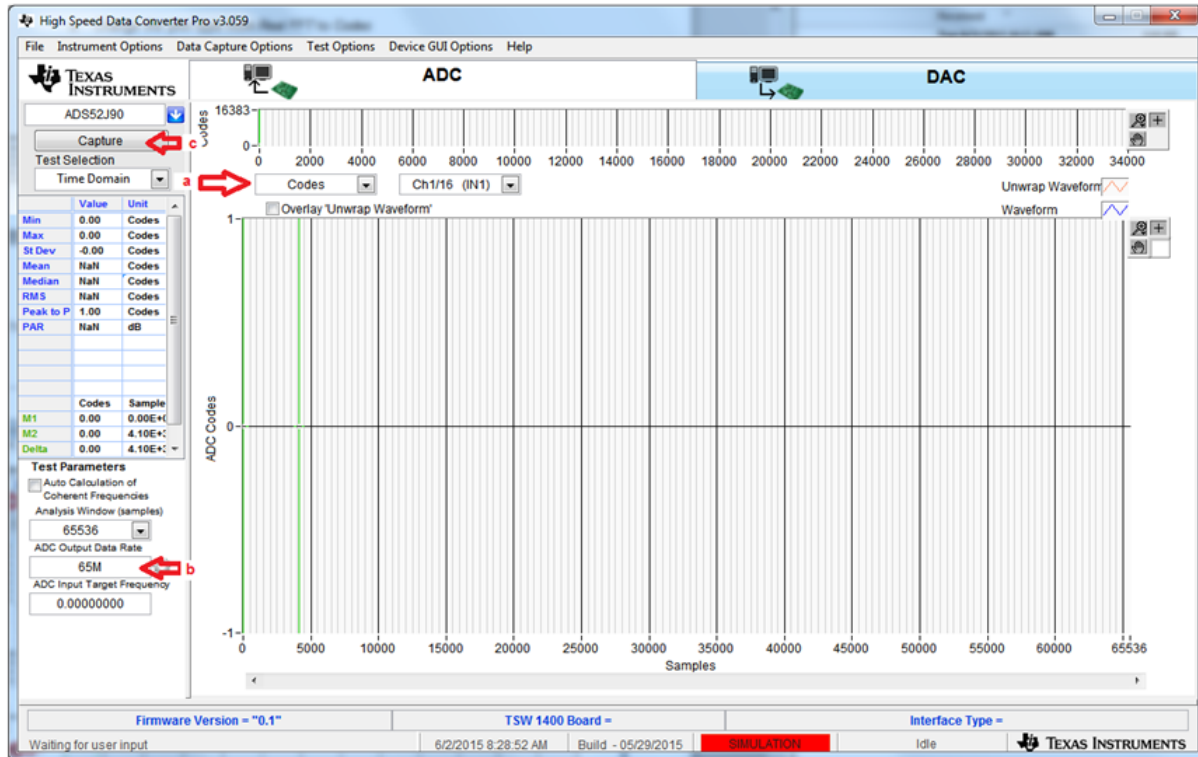 High Speed Data Converter Pro v3.059
File Instrument Options Data Capture Options Test Options Device GUI Options Help
TEXAS INSTRUMENTS
ADC
DAC
ADS52J90
Capture
c
Test Selection
Time Domain
a
Value Unit
Min 0.00 Codes
Max 0.00 Codes
St Dev -0.00 Codes
Mean NaN Codes
Median NaN Codes
RMS NaN Codes
Peak to P 1.00 Codes
PAR NaN dB
Codes Sample
M1 0.00 0.00E+(
M2 0.00 4.10E+:
Delta 0.00 4.10E+:
Test Parameters
Auto Calculation of
Coherent Frequencies
Analysis Window (samples)
65536
ADC Output Data Rate
65M
b
ADC Input Target Frequency
0.00000000
Codes
16383
0
0 2000 4000 6000 8000 10000 12000 14000 16000 18000 20000 22000 24000 26000 28000 30000 32000 34000
Codes
Ch1/16 (IN1)
Unwrap Waveform
Overlay 'Unwrap Waveform'
Waveform
ADC Codes
1
0
-1
0 5000 10000 15000 20000 25000 30000 35000 40000 45000 50000 55000 60000 65536
Samples
Firmware Version = "0.1"
TSW 1400 Board =
Interface Type =
Waiting for user input
6/2/2015 8:28:52 AM
Build - 05/29/2015
SIMULATION
Idle
TEXAS INSTRUMENTS